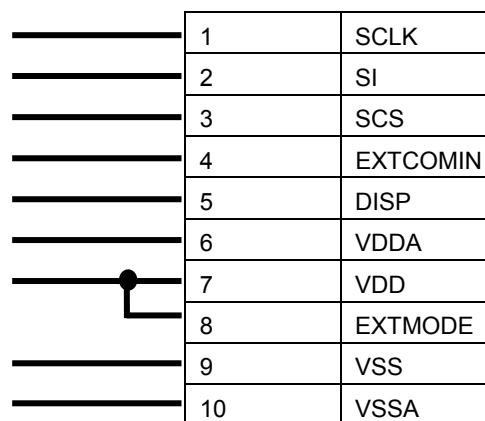 1 SCLK
2 SI
3 SCS
4 EXTCOMIN
5 DISP
6 VDDA
7 VDD
8 EXTMODE
9 VSS
10 VSSA